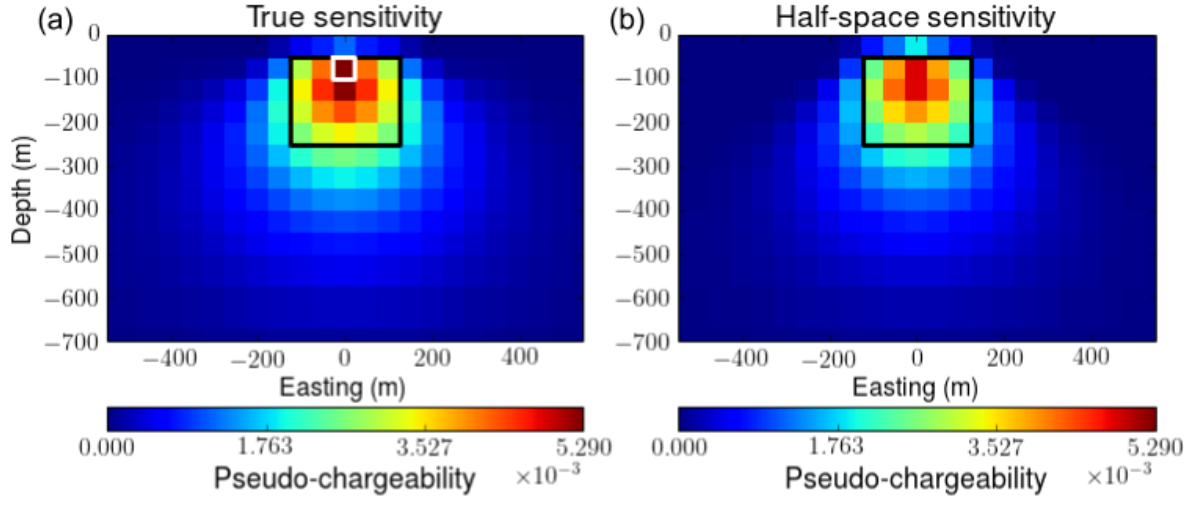 (a) True sensitivity
(b) Half-space sensitivity
0
−100
−200
−300
−400
−500
−600
−700
Depth (m)
−400 −200 0 200 400
Easting (m)
0.000 1.763 3.527 5.290
Pseudo-chargeability ×10⁻³
0
−100
−200
−300
−400
−500
−600
−700
−400 −200 0 200 400
Easting (m)
0.000 1.763 3.527 5.290
Pseudo-chargeability ×10⁻³